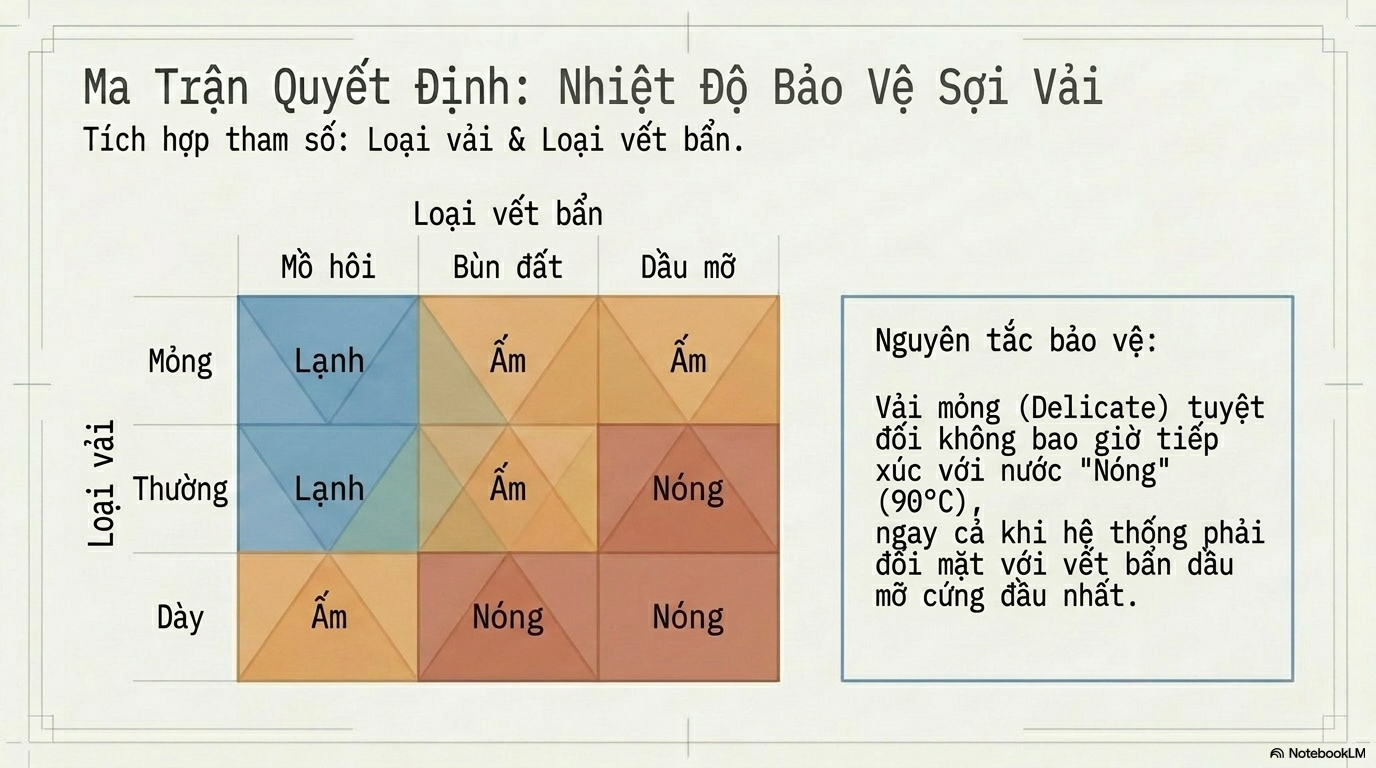 Ma Trận Quyết Định: Nhiệt Độ Bảo Vệ Sợi Vải
Tích hợp tham số: Loại vải & Loại vết bẩn.
Loại vết bẩn
Mồ hôi Bùn đất Dầu mỡ
Loại vải
Mỏng Lạnh Ấm Ấm
Thường Lạnh Ấm Nóng
Dày Ấm Nóng Nóng
Nguyên tắc bảo vệ:
Vải mỏng (Delicate) tuyệt
đối không bao giờ tiếp
xúc với nước "Nóng"
(90°C),
ngay cả khi hệ thống phải
đối mặt với vết bẩn dầu
mỡ cứng đầu nhất.
NotebookLM